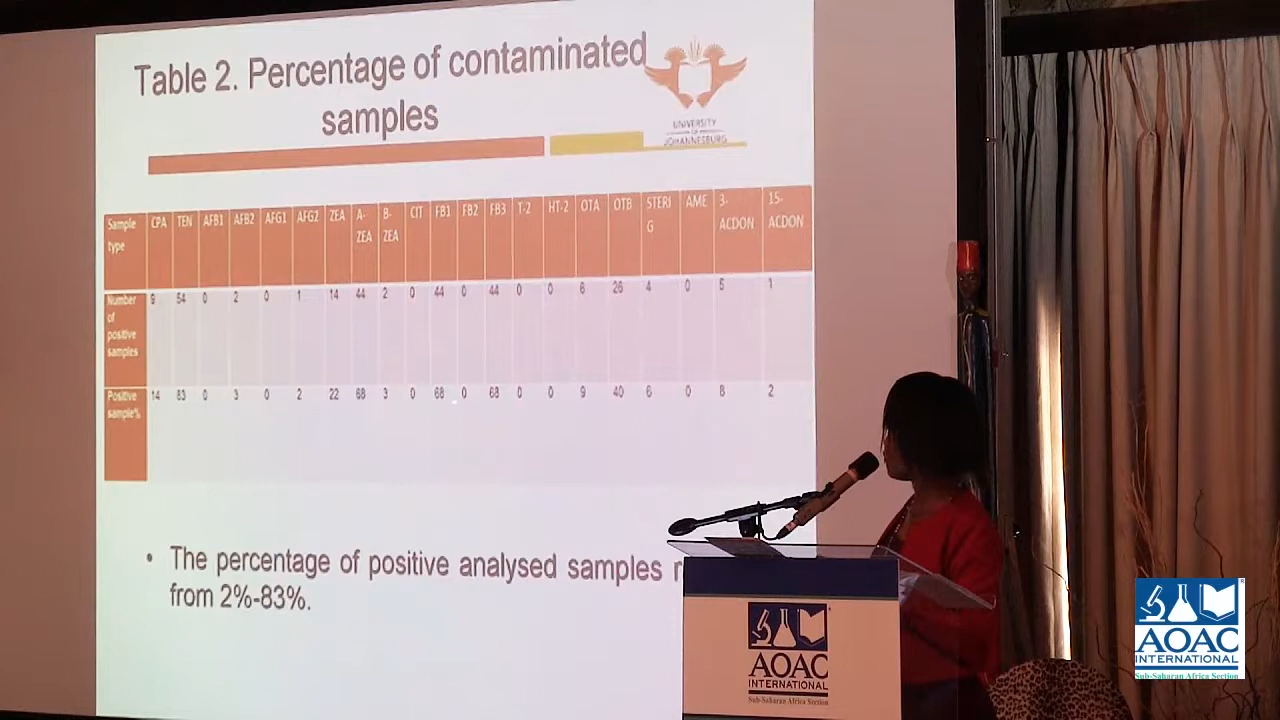 Table 2. Percentage of contaminated
samples
UNIVERSITY
OF
JOHANNESBURG
Sample type CPA TEN AFB1 AFB2 AFG1 AFG2 ZEA A-ZEA B-ZEA CIT FB1 FB2 FB3 T-2 HT-2 OTA OTB STERIG AME 3-ACDON 15-ACDON
Number of positive samples 9 54 0 2 0 1 14 44 2 0 44 0 44 0 0 6 26 4 0 5 1
Positive sample% 14 83 0 3 0 2 22 68 3 0 68 0 68 0 0 9 40 6 0 8 2
• The percentage of positive analysed samples
from 2%-83%.
AOAC
INTERNATIONAL
Sub-Saharan Africa Section
AOAC
INTERNATIONAL
Sub-Saharan Africa Section